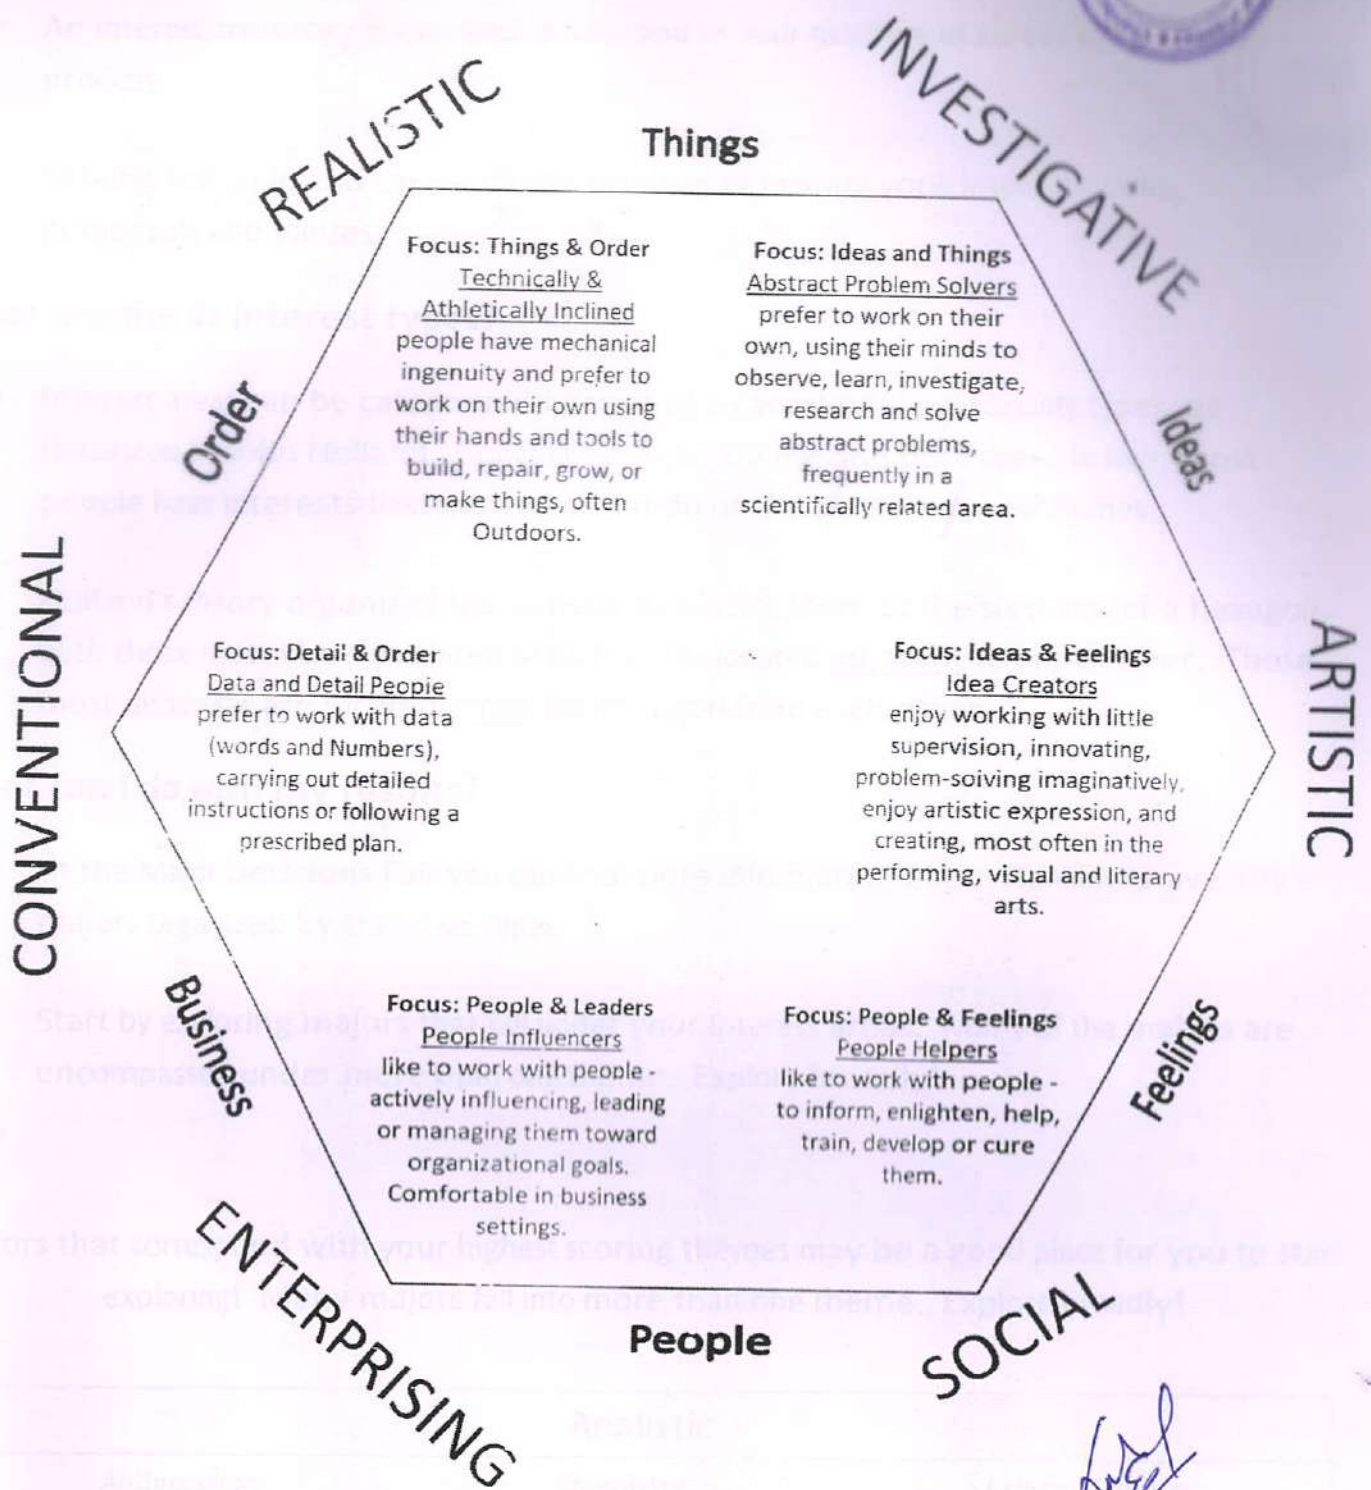 REALISTIC
INVESTIGATIVE
Things
Focus: Things & Order
Technically &
Athletically Inclined
people have mechanical
ingenuity and prefer to
work on their own using
their hands and tools to
build, repair, grow, or
make things, often
Outdoors.
Focus: Ideas and Things
Abstract Problem Solvers
prefer to work on their
own, using their minds to
observe, learn, investigate,
research and solve
abstract problems,
frequently in a
scientifically related area.
Order
Ideas
CONVENTIONAL
Focus: Detail & Order
Data and Detail People
prefer to work with data
(words and Numbers),
carrying out detailed
instructions or following a
prescribed plan.
Focus: Ideas & Feelings
Idea Creators
enjoy working with little
supervision, innovating,
problem-solving imaginatively,
enjoy artistic expression, and
creating, most often in the
performing, visual and literary
arts.
ARTISTIC
Business
Focus: People & Leaders
People Influencers
like to work with people -
actively influencing, leading
or managing them toward
organizational goals.
Comfortable in business
settings.
Focus: People & Feelings
People Helpers
like to work with people -
to inform, enlighten, help,
train, develop or cure
them.
Feelings
ENTERPRISING
People
SOCIAL